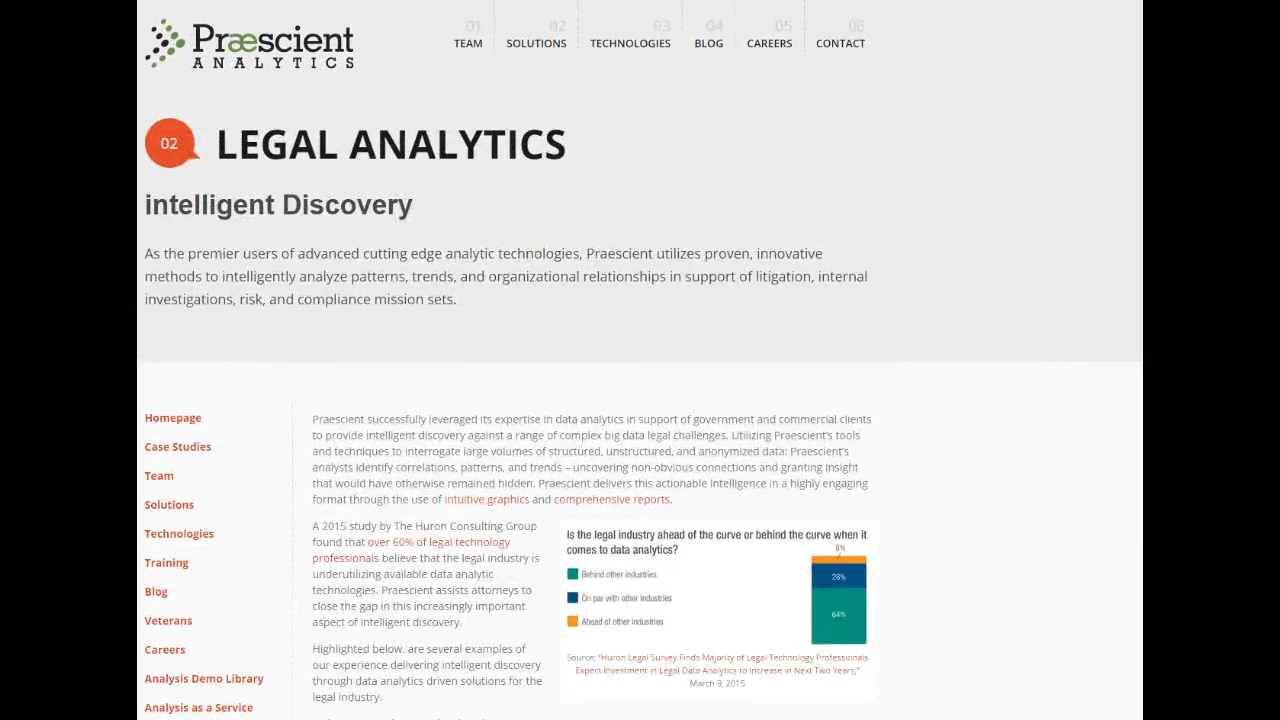 Præscient
ANALYTICS
01 02 03 04 05 06
TEAM SOLUTIONS TECHNOLOGIES BLOG CAREERS CONTACT
02
LEGAL ANALYTICS
intelligent Discovery
As the premier users of advanced cutting edge analytic technologies, Praescient utilizes proven, innovative
methods to intelligently analyze patterns, trends, and organizational relationships in support of litigation, internal
investigations, risk, and compliance mission sets.
Homepage
Case Studies
Team
Solutions
Technologies
Training
Blog
Veterans
Careers
Analysis Demo Library
Analysis as a Service
Praescient successfully leveraged its expertise in data analytics in support of government and commercial clients
to provide intelligent discovery against a range of complex big data legal challenges. Utilizing Praescient's tools
and techniques to interrogate large volumes of structured, unstructured, and anonymized data; Praescient's
analysts identify correlations, patterns, and trends – uncovering non-obvious connections and granting insight
that would have otherwise remained hidden. Praescient delivers this actionable intelligence in a highly engaging
format through the use of intuitive graphics and comprehensive reports.
A 2015 study by The Huron Consulting Group
found that over 60% of legal technology
professionals believe that the legal industry is
underutilizing available data analytic
technologies. Praescient assists attorneys to
close the gap in this increasingly important
aspect of intelligent discovery.
Highlighted below, are several examples of
our experience delivering intelligent discovery
through data analytics driven solutions for the
legal industry.
Is the legal industry ahead of the curve or behind the curve when it
comes to data analytics?
8%
Behind other industries
28%
On par with other industries
64%
Ahead of other industries
Source: "Huron Legal Survey Finds Majority of Legal Technology Professionals
Expect Investment in Legal Data Analytics to Increase in Next Two Years,"
March 9, 2015